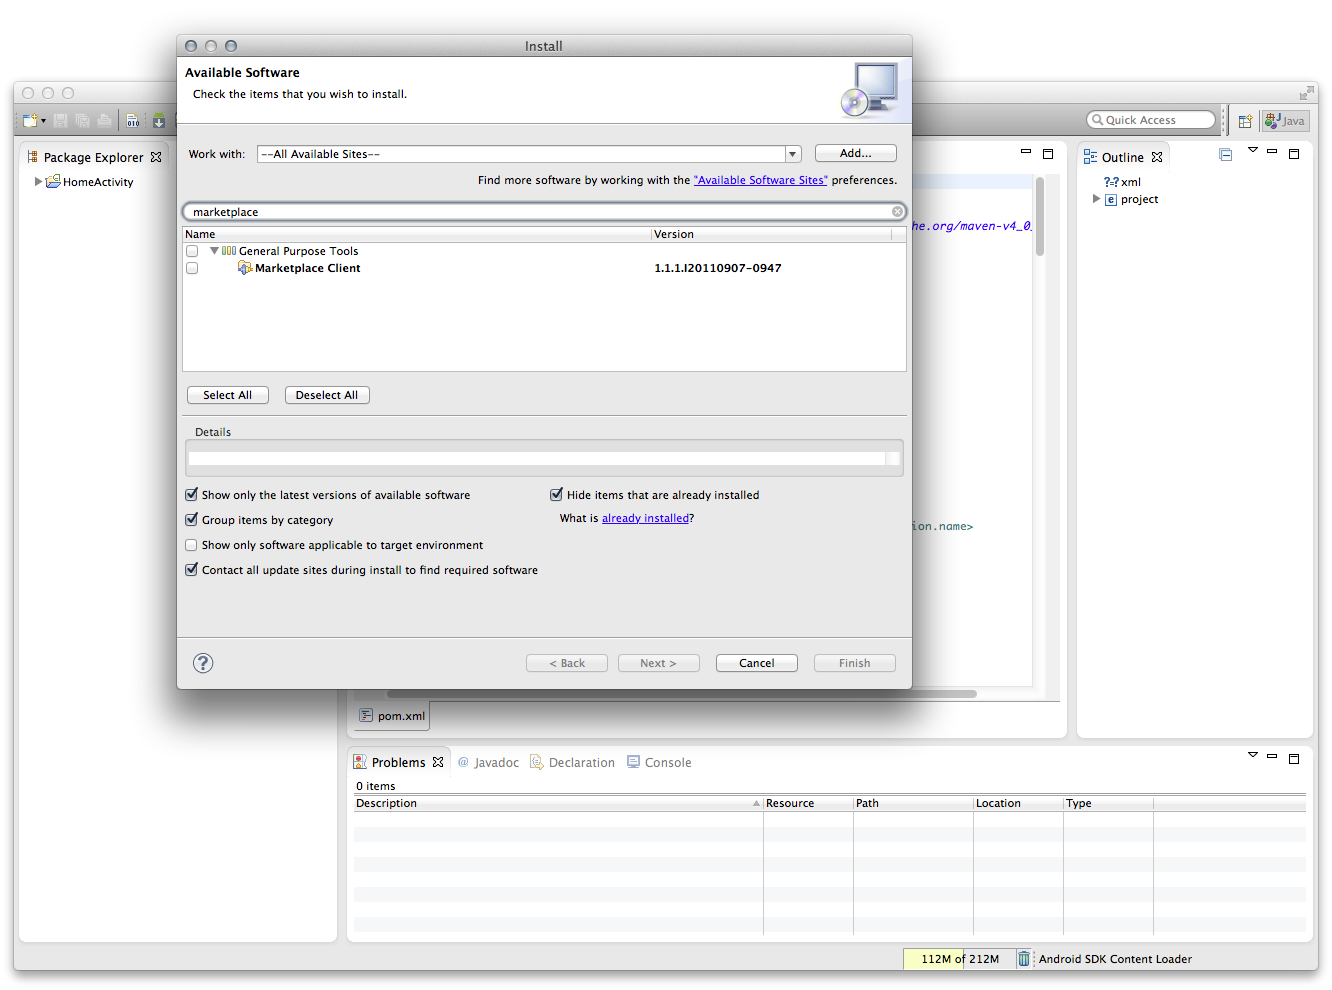 Install
Available Software
Check the items that you wish to install.
Quick Access
Java
Work with: --All Available Sites-- Add...
Package Explorer
Outline
Find more software by working with the "Available Software Sites" preferences.
HomeActivity
?-? xml
e project
marketplace
he.org/maven-v4_0_
Name Version
General Purpose Tools
Marketplace Client 1.1.1.I20110907-0947
Select All Deselect All
Details
Show only the latest versions of available software
Hide items that are already installed
Group items by category
What is already installed?
ion.name>
Show only software applicable to target environment
Contact all update sites during install to find required software
? < Back Next > Cancel Finish
pom.xml
Problems @ Javadoc Declaration Console
0 items
Description Resource Path Location Type
112M of 212M Android SDK Content Loader